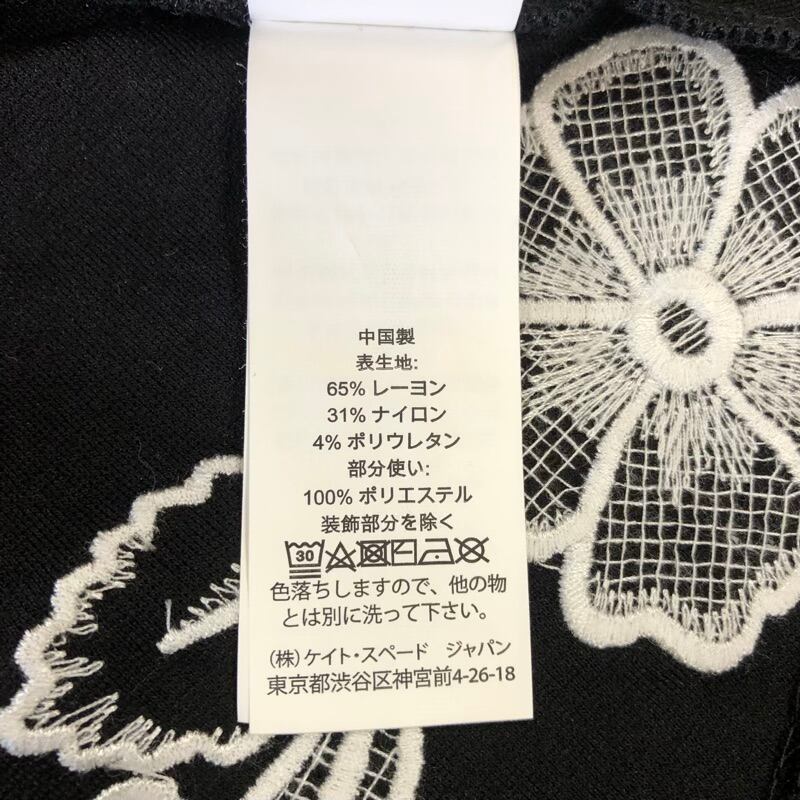 中国製
表生地:
65% レーヨン
31% ナイロン
4% ポリウレタン
部分使い:
100% ポリエステル
装飾部分を除く
30
色落ちしますので、他の物
とは別に洗って下さい。
(株)ケイト・スペード ジャパン
東京都渋谷区神宮前4-26-18